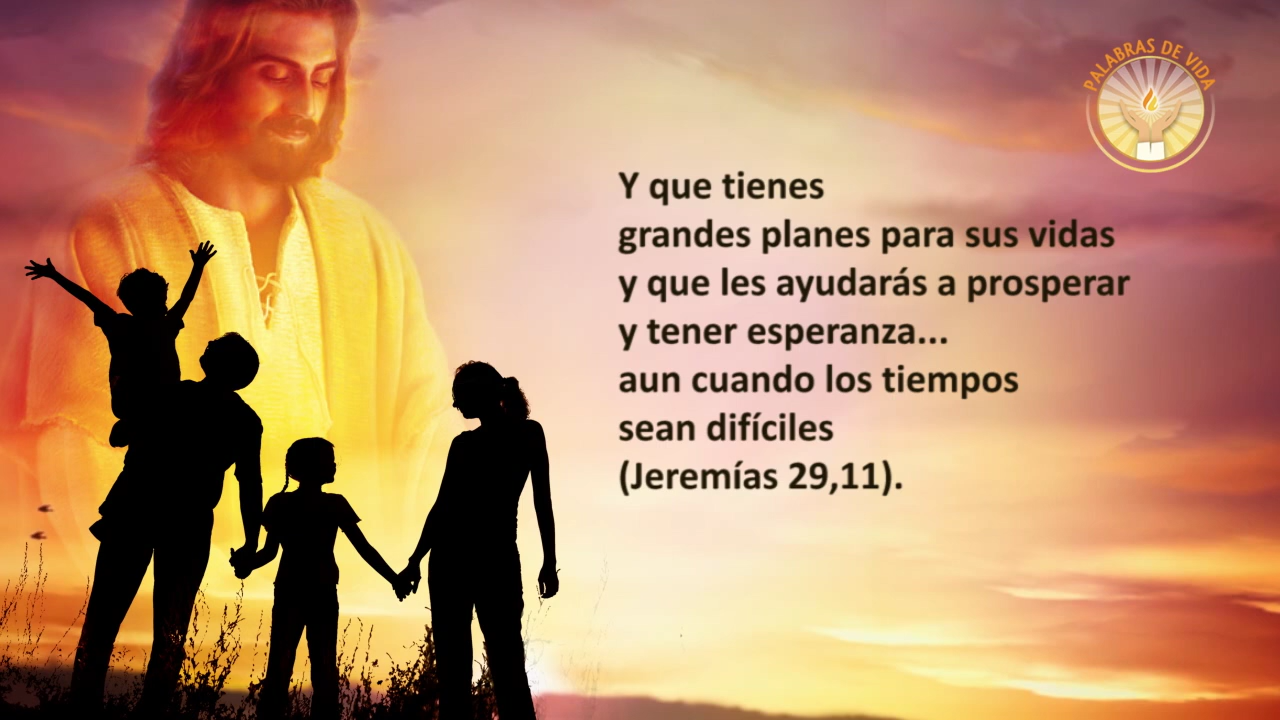 PALABRAS DE VIDA
Y que tienes
grandes planes para sus vidas
y que les ayudarás a prosperar
y tener esperanza...
aun cuando los tiempos
sean difíciles
(Jeremías 29,11).